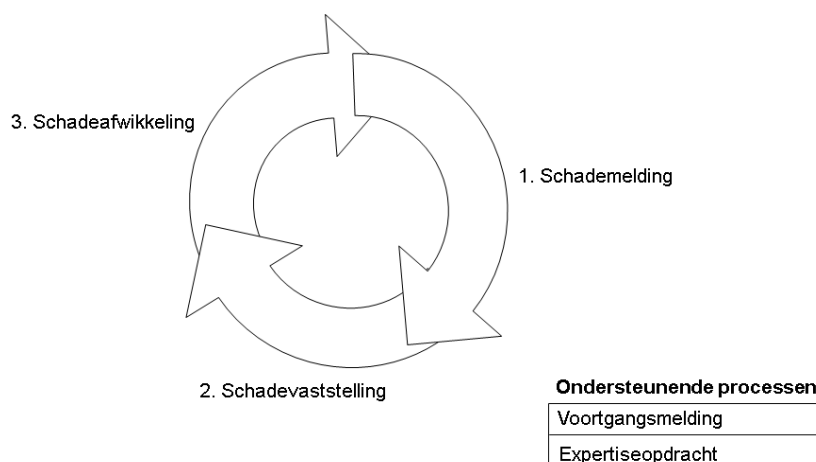 3. Schadeafwikkeling
1. Schademelding
2. Schadevaststelling
Ondersteunende processen
Voortgangsmelding
Expertiseopdracht